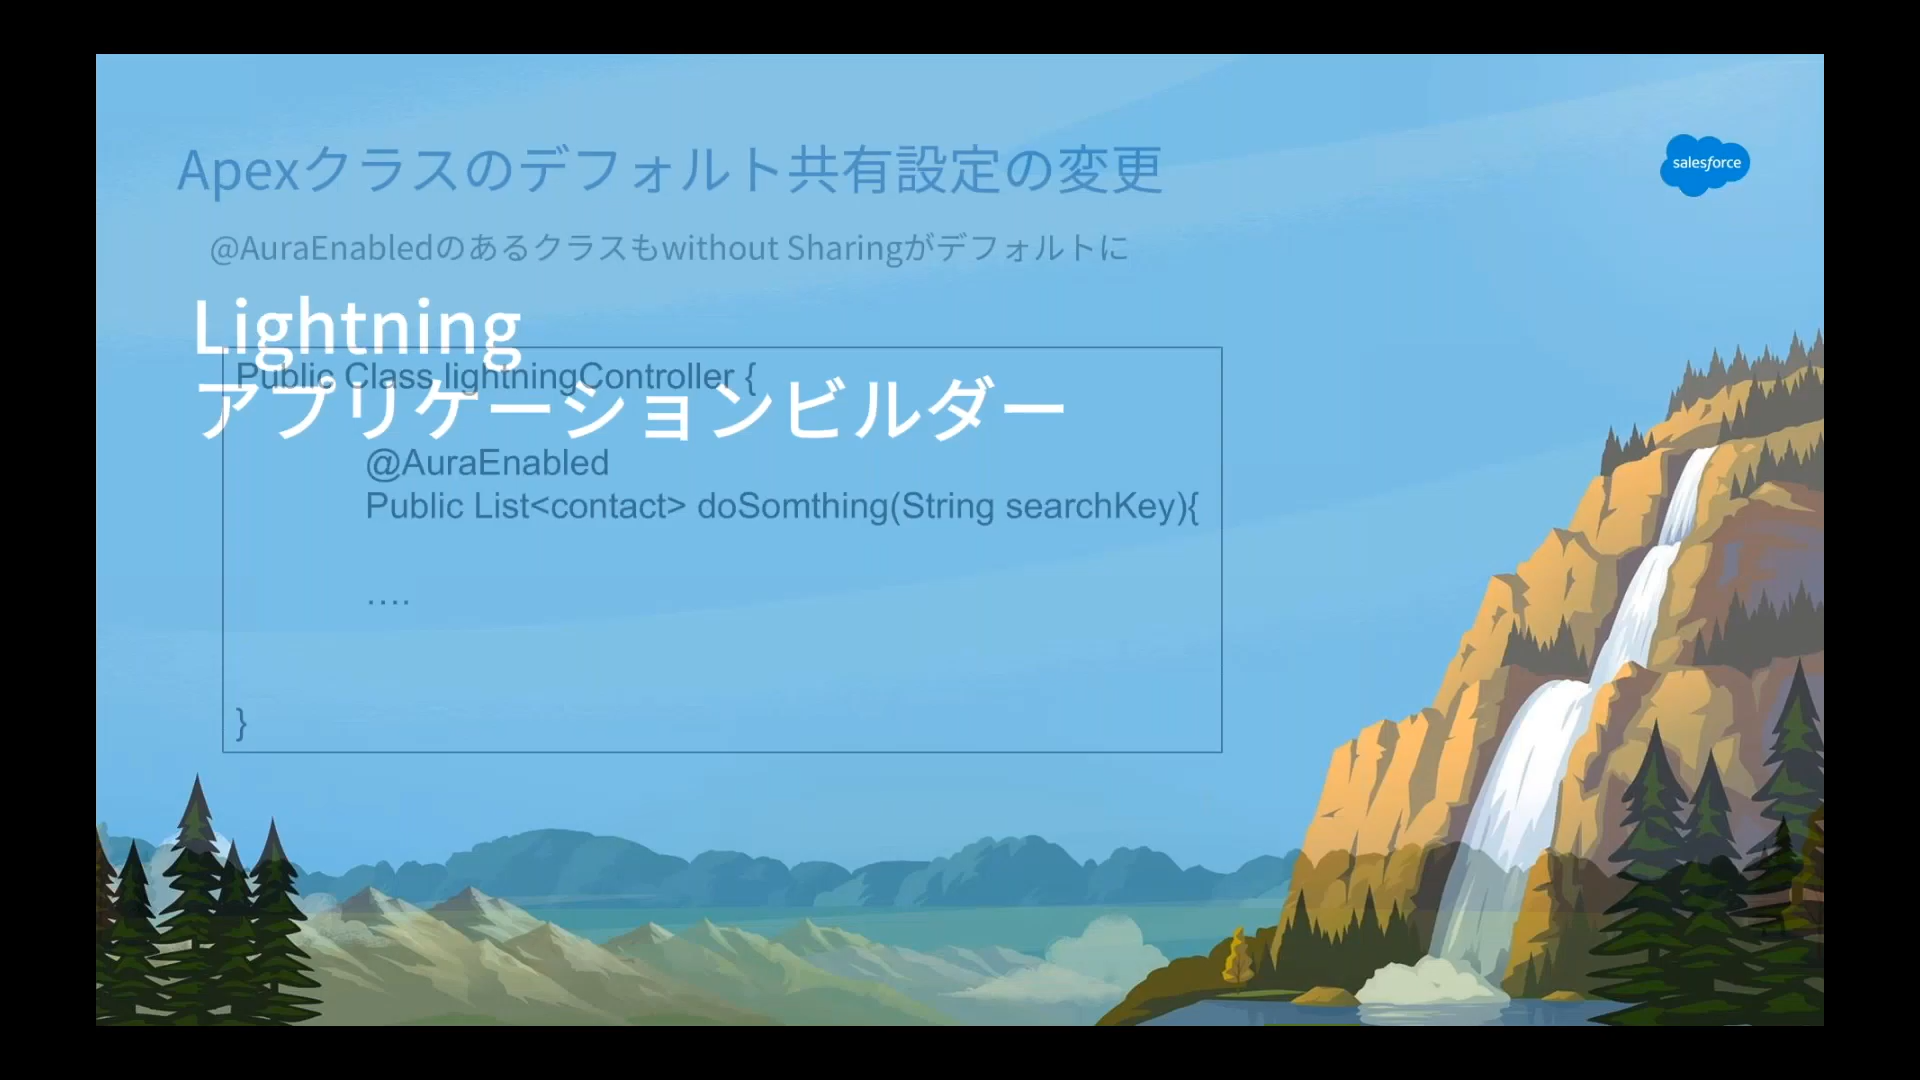 salesforce
Apexクラスのデフォルト共有設定の変更
@AuraEnabledのあるクラスもwithout Sharingがデフォルトに
Lightning
アプリケーションビルダー
Public Class lightningController {
@AuraEnabled
Public List<contact> doSomthing(String searchKey){
....
}